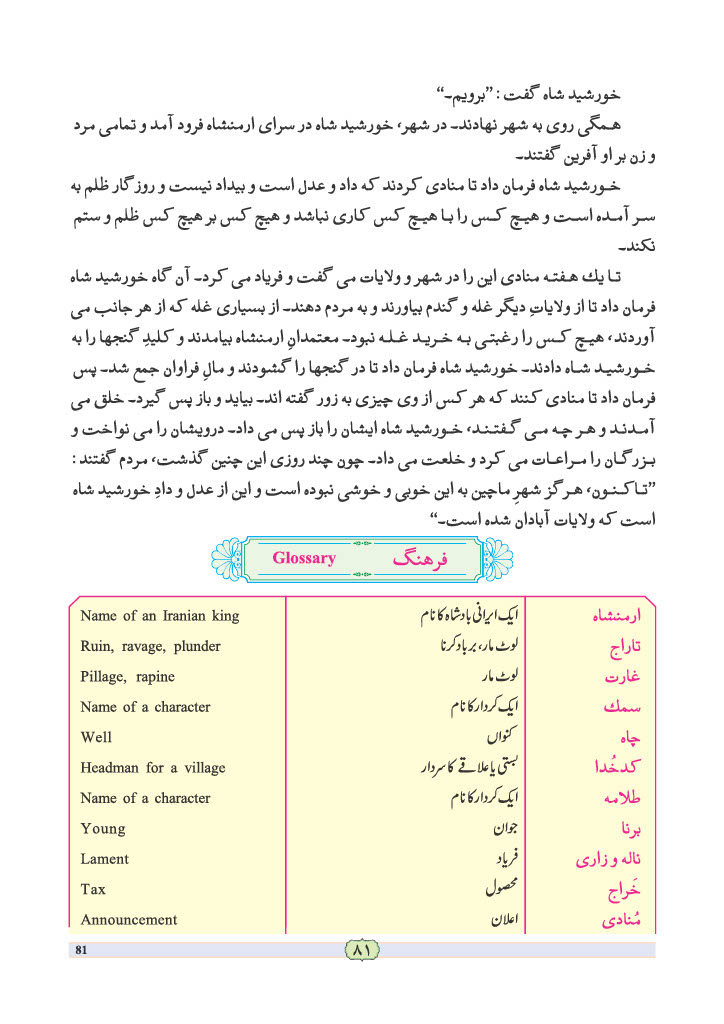 خورشید شاه گفت : ”برویم۔“
همگی روی به شهر نهادند۔ در شهر، خورشید شاه در سرای ارمنشاه فرود آمد و تمامی مرد
و زن بر او آفرین گفتند۔
خورشید شاه فرمان داد تا منادی کردند که داد و عدل است و بیداد نیست و روزگار ظلم به
سر آمده است و هیچ کس را با هیچ کس کاری نباشد و هیچ کس بر هیچ کس ظلم و ستم
نکند۔
تا یك هفته منادی این را در شهر و ولایات می گفت و فریاد می کرد۔ آن گاه خورشید شاه
فرمان داد تا از ولایاتِ دیگر غله و گندم بیاورند و به مردم دهند۔ از بسیاری غله که از هر جانب می
آوردند، هیچ کس را رغبتی به خرید غله نبود۔ معتمدانِ ارمنشاه بیامدند و کلیدِ گنجها را به
خورشید شاه دادند۔ خورشید شاه فرمان داد تا در گنجها را گشودند و مالِ فراوان جمع شد۔ پس
فرمان داد تا منادی کنند که هر کس از وی چیزی به زور گفته اند۔ بیاید و باز پس گیرد۔ خلق می
آمدند و هر چه می گفتند، خورشید شاه ایشان را باز پس می داد۔ درویشان را می نواخت و
بزرگان را مراعات می کرد و خلعت می داد۔ چون چند روزی این چنین گذشت، مردم گفتند :
”تاکنون، هرگز شهرِ ماچین به این خوبی و خوشی نبوده است و این از عدل و دادِ خورشید شاه
است که ولایات آبادان شده است۔“
فرهنگ Glossary
ارمنشاه ایک ایرانی بادشاہ کا نام Name of an Iranian king
تاراج لوٹ مار، برباد کرنا Ruin, ravage, plunder
غارت لوٹ مار Pillage, rapine
سمك ایک کردار کا نام Name of a character
چاه کنواں Well
کدخُدا بستی یا علاقے کا سردار Headman for a village
طلامه ایک کردار کا نام Name of a character
برنا جوان Young
ناله و زاری فریاد Lament
خَراج محصول Tax
مُنادی اعلان Announcement
81 ۸۱